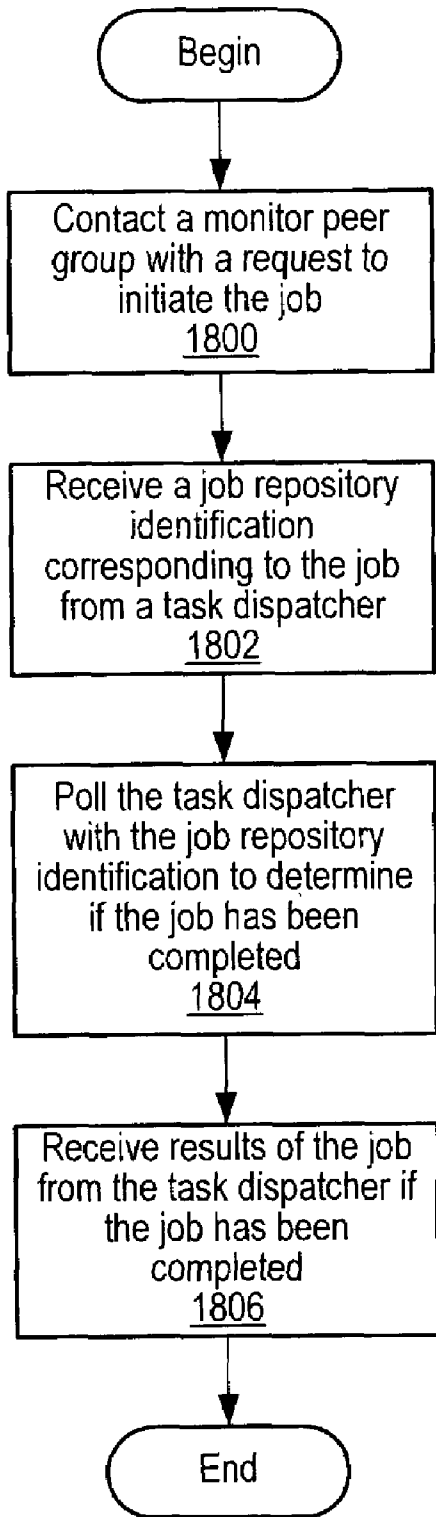 Begin
Contact a monitor peer
group with a request to
initiate the job
1800
Receive a job repository
identification
corresponding to the job
from a task dispatcher
1802
Poll the task dispatcher
with the job repository
identification to determine
if the job has been
completed
1804
Receive results of the job
from the task dispatcher if
the job has been
completed
1806
End